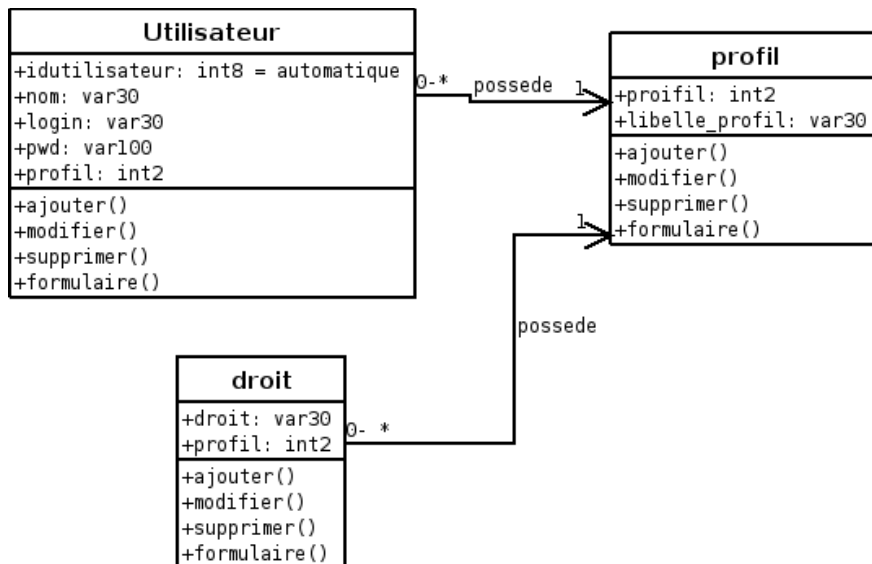 Utilisateur
+idutilisateur: int8 = automatique
+nom: var30
+login: var30
+pwd: var100
+profil: int2
+ajouter()
+modifier()
+supprimer()
+formulaire()
0-*
possede
1
profil
+proifil: int2
+libelle_profil: var30
+ajouter()
+modifier()
+supprimer()
+formulaire()
1
possede
0- *
droit
+droit: var30
+profil: int2
+ajouter()
+modifier()
+supprimer()
+formulaire()